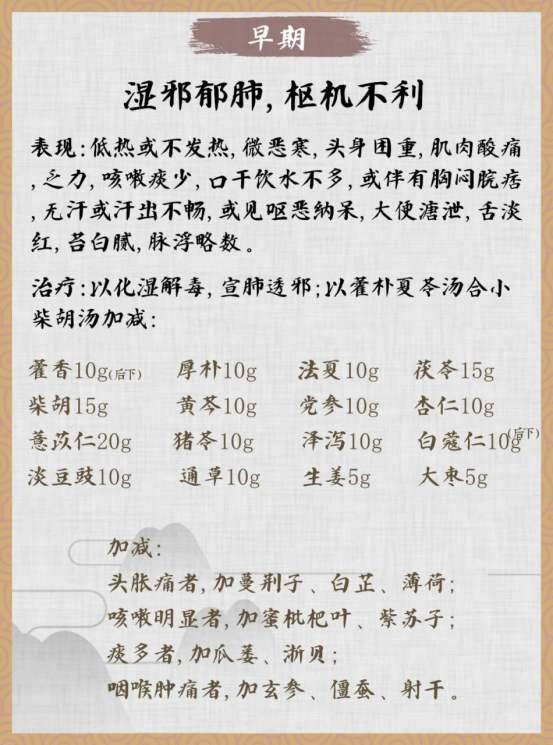 早期
湿邪郁肺,枢机不利
表现:低热或不发热,微恶寒,头身困重,肌肉酸痛
,乏力,咳嗽痰少,口干饮水不多,或伴有胸闷脘痞
,无汗或汗出不畅,或见呕恶纳呆,大便溏泄,舌淡
红,苔白腻,脉浮略数。
治疗:以化湿解毒,宣肺透邪;以藿朴夏苓汤合小
柴胡汤加减:
藿香10g(后下) 厚朴10g 法夏10g 茯苓15g
柴胡15g 黄芩10g 党参10g 杏仁10g
薏苡仁20g 猪苓10g 泽泻10g 白蔻仁10g(后下)
淡豆豉10g 通草10g 生姜5g 大枣5g
加减:
头胀痛者,加蔓荆子、白芷、薄荷;
咳嗽明显者,加蜜枇杷叶、紫苏子;
痰多者,加瓜蒌、浙贝;
咽喉肿痛者,加玄参、僵蚕、射干。